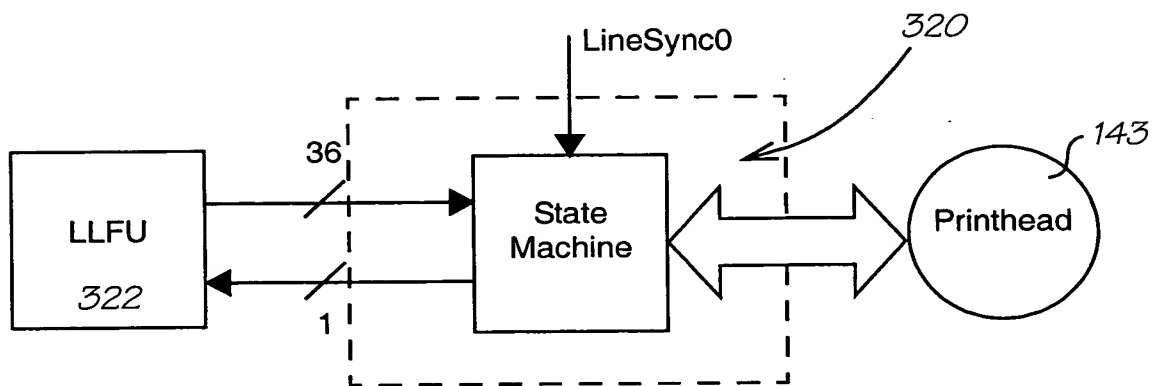 LineSync0
320
36
143
LLFU
322
State
Machine
Printhead
1